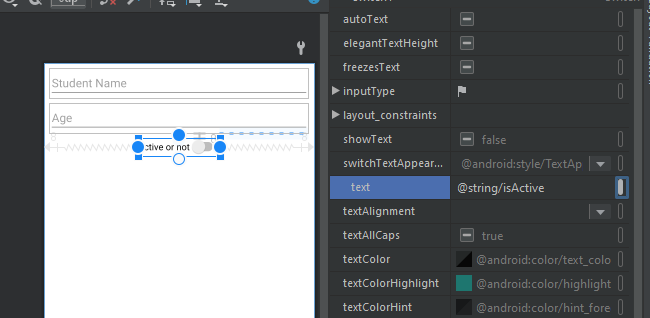 autoText
elegantTextHeight
freezesText
inputType
layout_constraints
showText false
switchTextAppear... @android:style/TextAp
text @string/isActive
textAlignment
textAllCaps true
textColor @android:color/text_colo
textColorHighlight @android:color/highlight
textColorHint @android:color/hint_fore
Student Name
Age
ctive or not